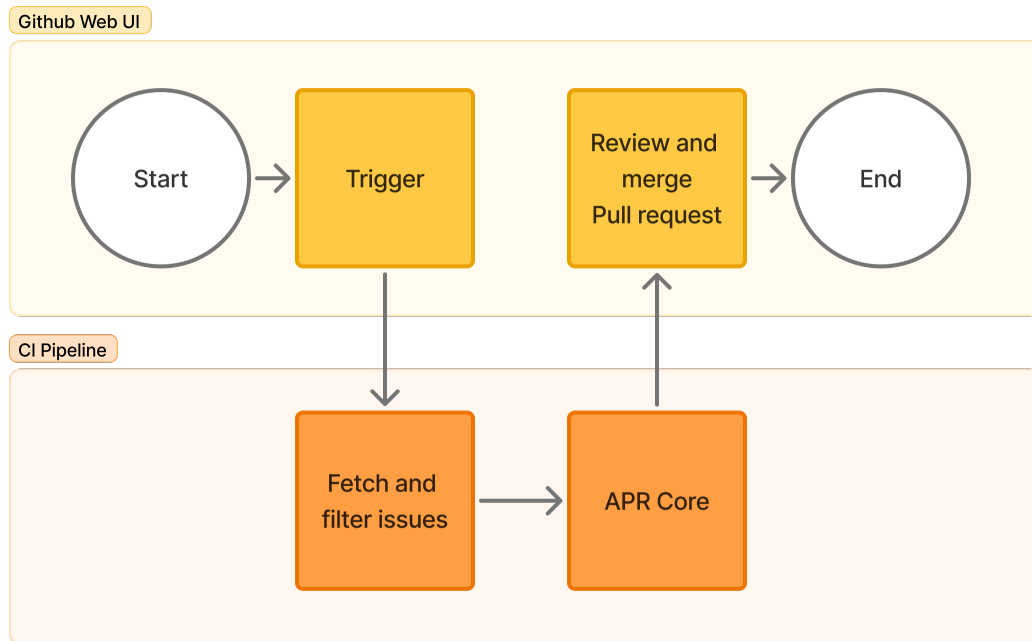 Github Web UI
Start
Trigger
Review and
merge
Pull request
End
CI Pipeline
Fetch and
filter issues
APR Core